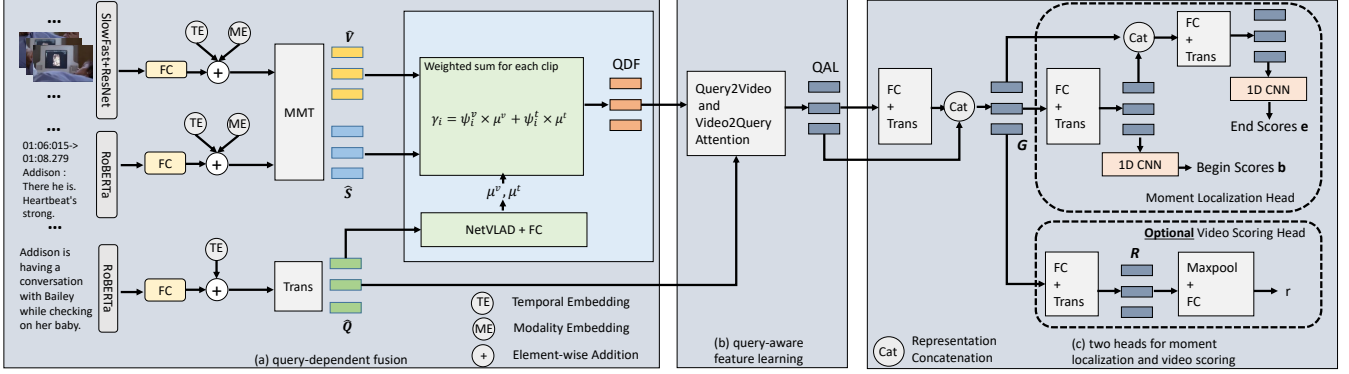 ...
SlowFast+ResNet
...
FC
TE
ME
+
MMT
V̂
Ŝ
01:06:015->
01:08.279
Addison :
There he is.
Heartbeat's
strong.
...
RoBERTa
FC
TE
ME
+
Addison is
having a
conversation
with Bailey
while checking
on her baby.
RoBERTa
FC
TE
+
Trans
Q̂
Weighted sum for each clip
γᵢ = ψᵢᵛ × μᵛ + ψᵢᵗ × μᵗ
μᵛ, μᵗ
NetVLAD + FC
QDF
TE Temporal Embedding
ME Modality Embedding
+ Element-wise Addition
(a) query-dependent fusion
Query2Video
and
Video2Query
Attention
QAL
(b) query-aware
feature learning
FC
+
Trans
Cat
G
FC
+
Trans
Cat
FC
+
Trans
1D CNN
End Scores e
1D CNN
Begin Scores b
Moment Localization Head
Optional Video Scoring Head
FC
+
Trans
R
Maxpool
+
FC
r
Cat
Representation
Concatenation
(c) two heads for moment
localization and video scoring